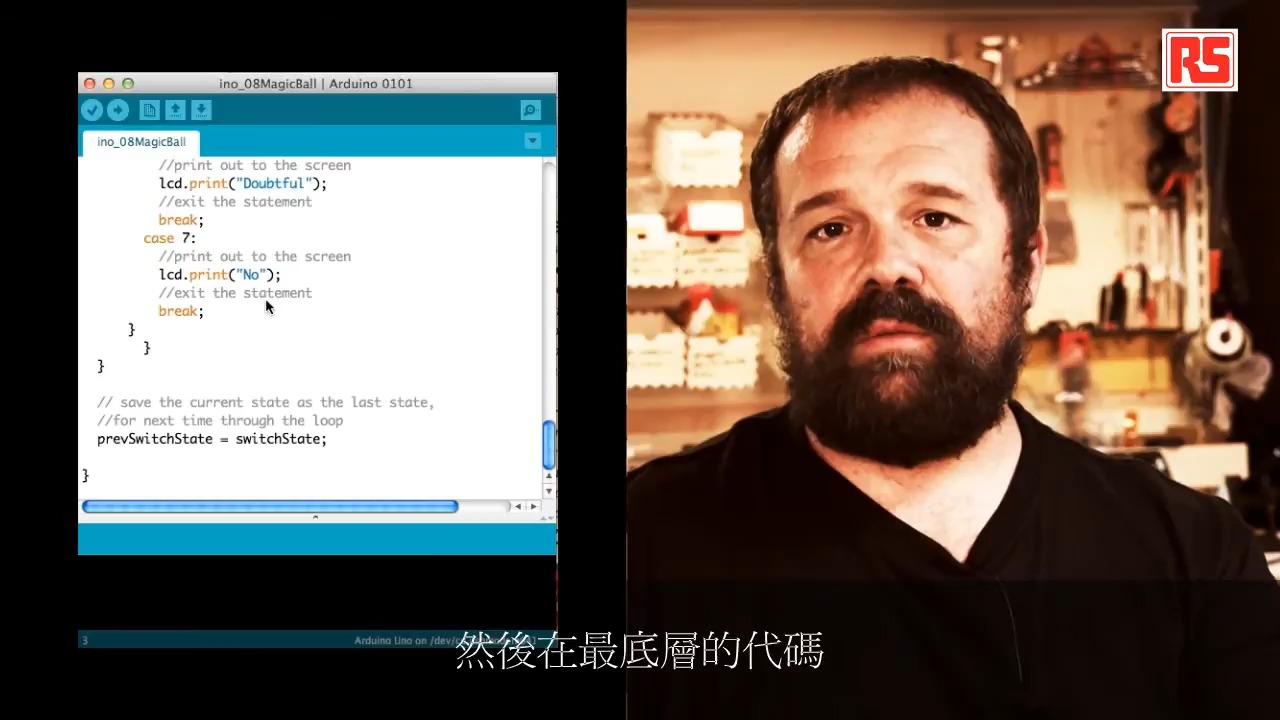 RS
ino_08MagicBall | Arduino 0101
ino_08MagicBall
//print out to the screen
lcd.print("Doubtful");
//exit the statement
break;
case 7:
//print out to the screen
lcd.print("No");
//exit the statement
break;
}
}
}
// save the current state as the last state,
//for next time through the loop
prevSwitchState = switchState;
}
3
Arduino Uno on
然後在最底層的代碼